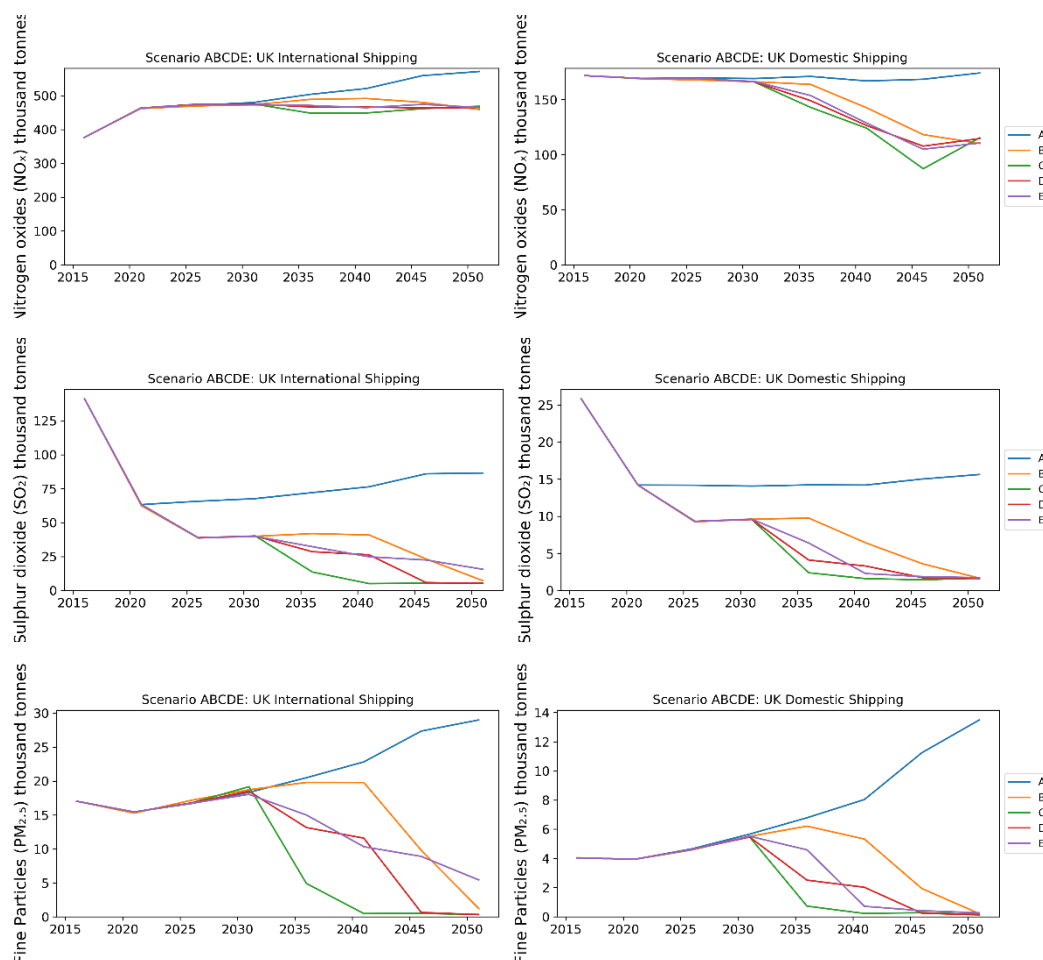 Scenario ABCDE: UK International Shipping
Nitrogen oxides (NOₓ) thousand tonnes
500
400
300
200
100
0
2015 2020 2025 2030 2035 2040 2045 2050
Scenario ABCDE: UK Domestic Shipping
Nitrogen oxides (NOₓ) thousand tonnes
150
100
50
0
2015 2020 2025 2030 2035 2040 2045 2050
A
B
C
D
E
Scenario ABCDE: UK International Shipping
Sulphur dioxide (SO₂) thousand tonnes
125
100
75
50
25
0
2015 2020 2025 2030 2035 2040 2045 2050
Scenario ABCDE: UK Domestic Shipping
Sulphur dioxide (SO₂) thousand tonnes
25
20
15
10
5
0
2015 2020 2025 2030 2035 2040 2045 2050
A
B
C
D
E
Scenario ABCDE: UK International Shipping
Fine Particles (PM₂.₅) thousand tonnes
30
25
20
15
10
5
0
2015 2020 2025 2030 2035 2040 2045 2050
Scenario ABCDE: UK Domestic Shipping
Fine Particles (PM₂.₅) thousand tonnes
14
12
10
8
6
4
2
0
2015 2020 2025 2030 2035 2040 2045 2050
A
B
C
D
E